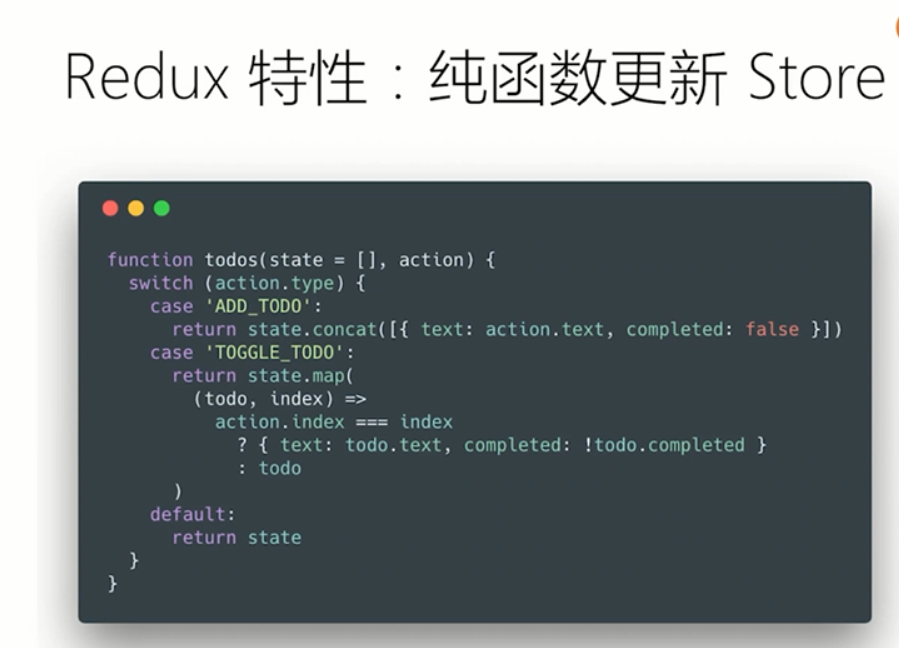 Redux 特性：纯函数更新 Store
function todos(state = [], action) {
  switch (action.type) {
    case 'ADD_TODO':
      return state.concat([{ text: action.text, completed: false }])
    case 'TOGGLE_TODO':
      return state.map(
        (todo, index) =>
          action.index === index
            ? { text: todo.text, completed: !todo.completed }
            : todo
      )
    default:
      return state
  }
}